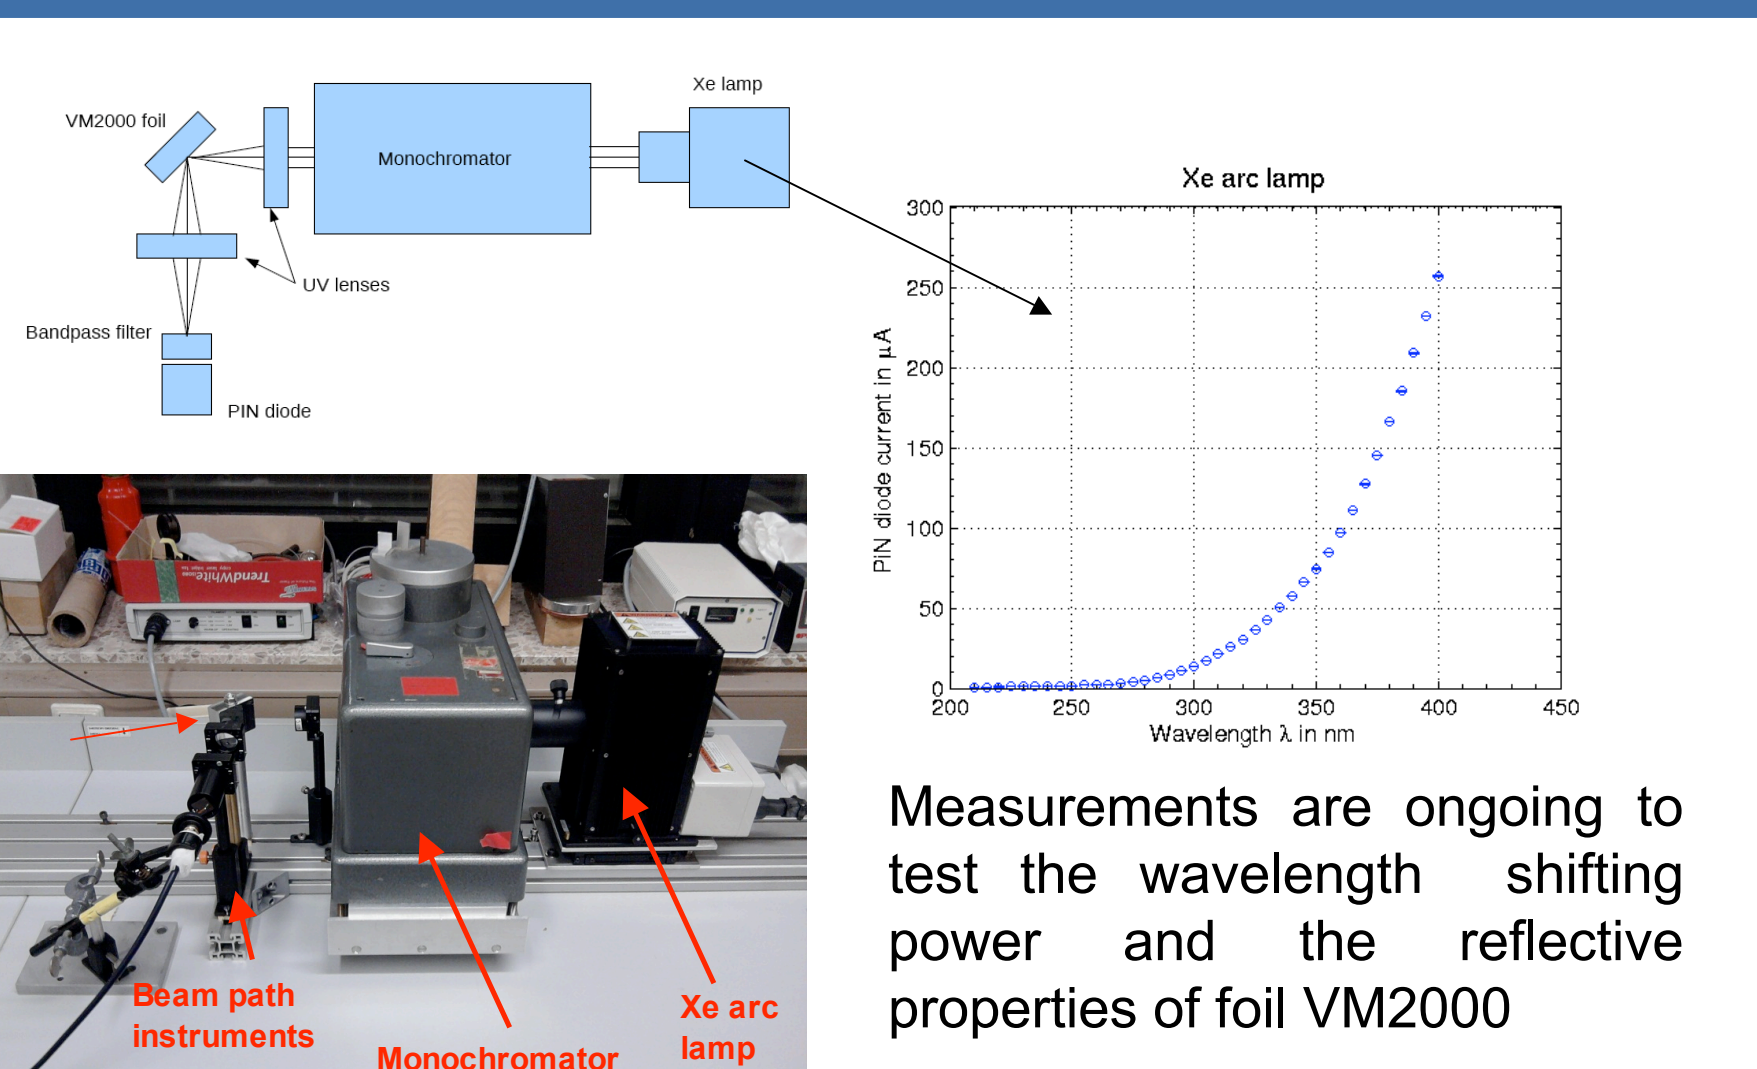 Xe lamp
VM2000 foil
Monochromator
UV lenses
Bandpass filter
PIN diode
Xe arc lamp
300
250
200
150
100
50
0
200 250 300 350 400 450
PiN diode current in μA
Wavelength λ in nm
TrendWhite
Beam path
instruments
Monochromator
Xe arc
lamp
Measurements are ongoing to
test the wavelength shifting
power and the reflective
properties of foil VM2000